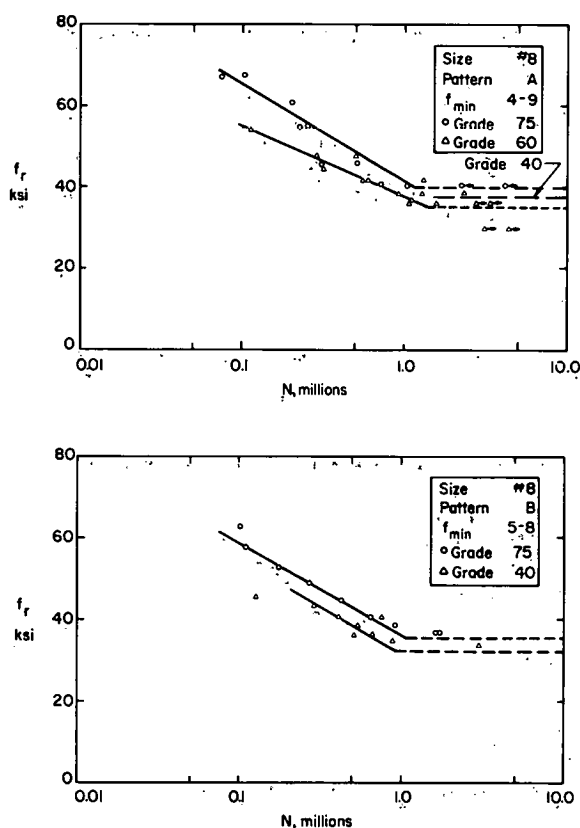 80
60
40
20
0
f_r
ksi
Size #8
Pattern A
f_min 4-9
○ Grade 75
△ Grade 60
Grade 40
0.01 0.1 1.0 10.0
N, millions
80
60
40
20
0
f_r
ksi
Size #8
Pattern B
f_min 5-8
○ Grade 75
△ Grade 40
0.01 0.1 1.0 10.0
N, millions